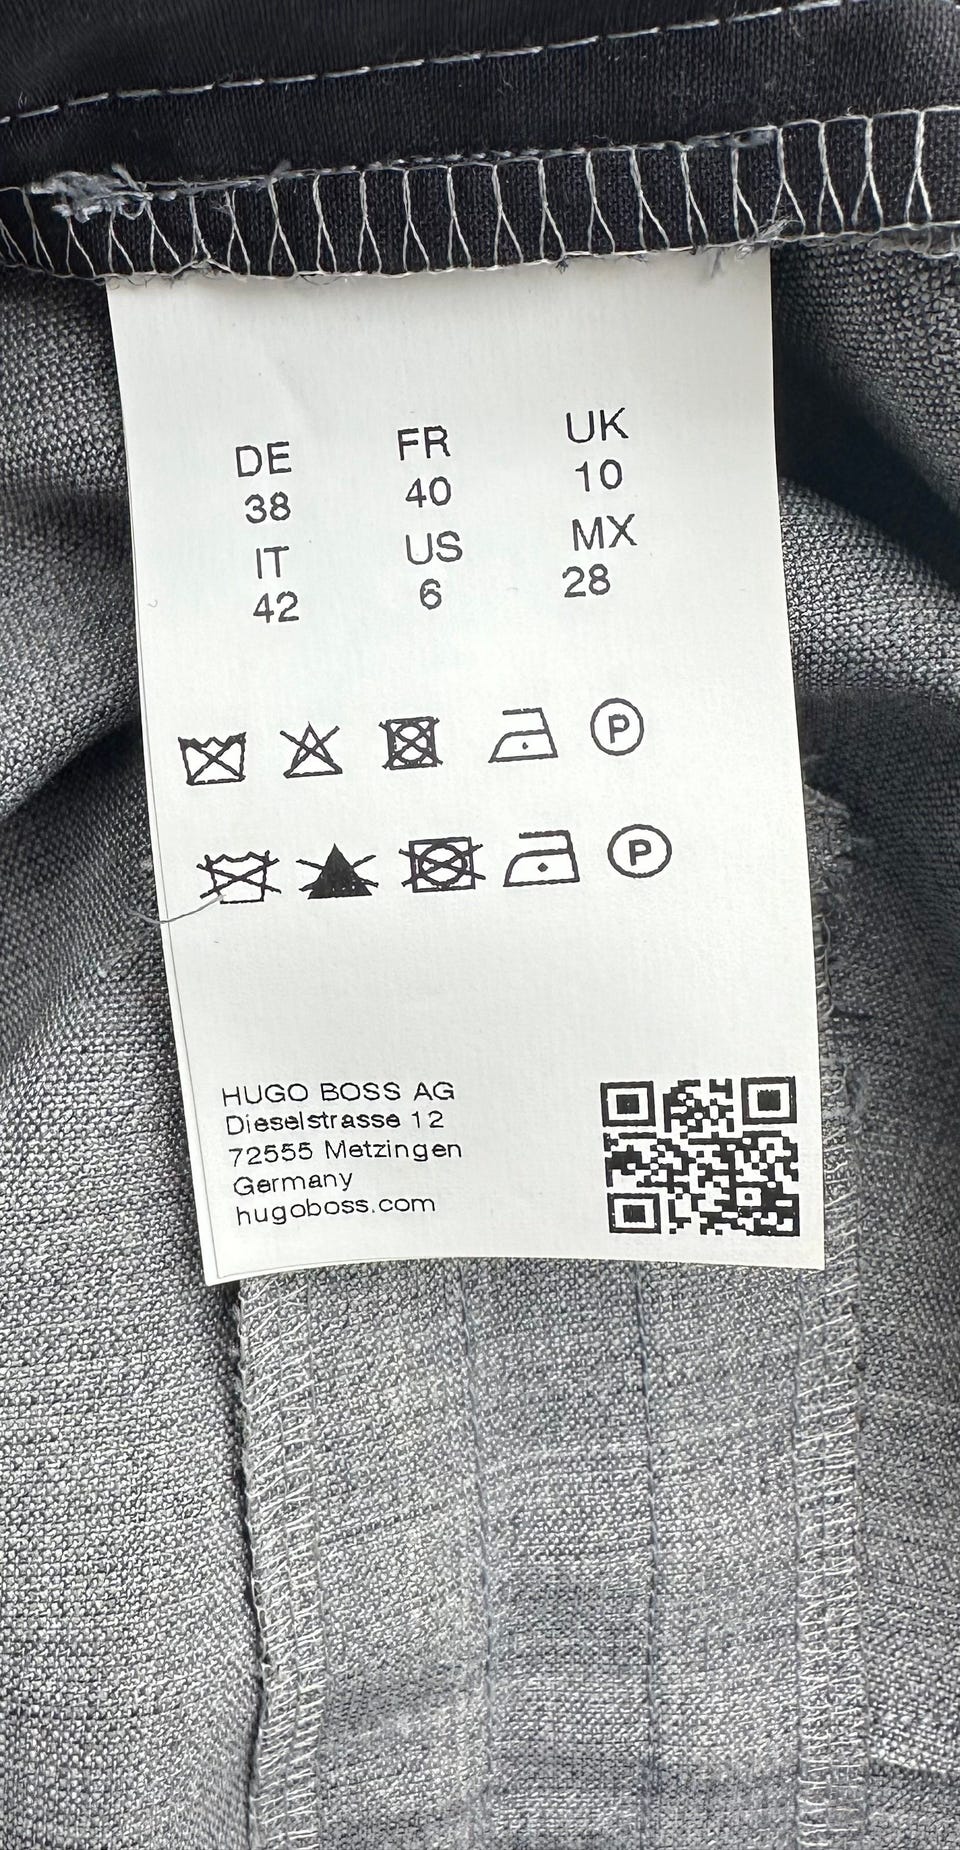 DE FR UK
38 40 10
IT US MX
42 6 28
P
P
HUGO BOSS AG
Dieselstrasse 12
72555 Metzingen
Germany
hugoboss.com